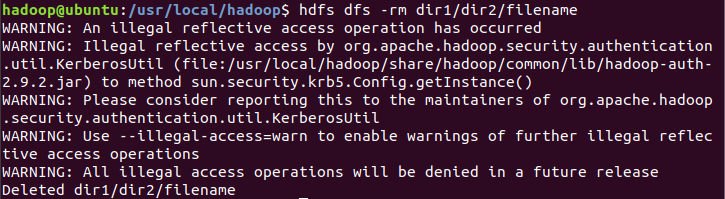 hadoop@ubuntu:/usr/local/hadoop$ hdfs dfs -rm dir1/dir2/filename
WARNING: An illegal reflective access operation has occurred
WARNING: Illegal reflective access by org.apache.hadoop.security.authentication
.util.KerberosUtil (file:/usr/local/hadoop/share/hadoop/common/lib/hadoop-auth-
2.9.2.jar) to method sun.security.krb5.Config.getInstance()
WARNING: Please consider reporting this to the maintainers of org.apache.hadoop
.security.authentication.util.KerberosUtil
WARNING: Use --illegal-access=warn to enable warnings of further illegal reflec
tive access operations
WARNING: All illegal access operations will be denied in a future release
Deleted dir1/dir2/filename